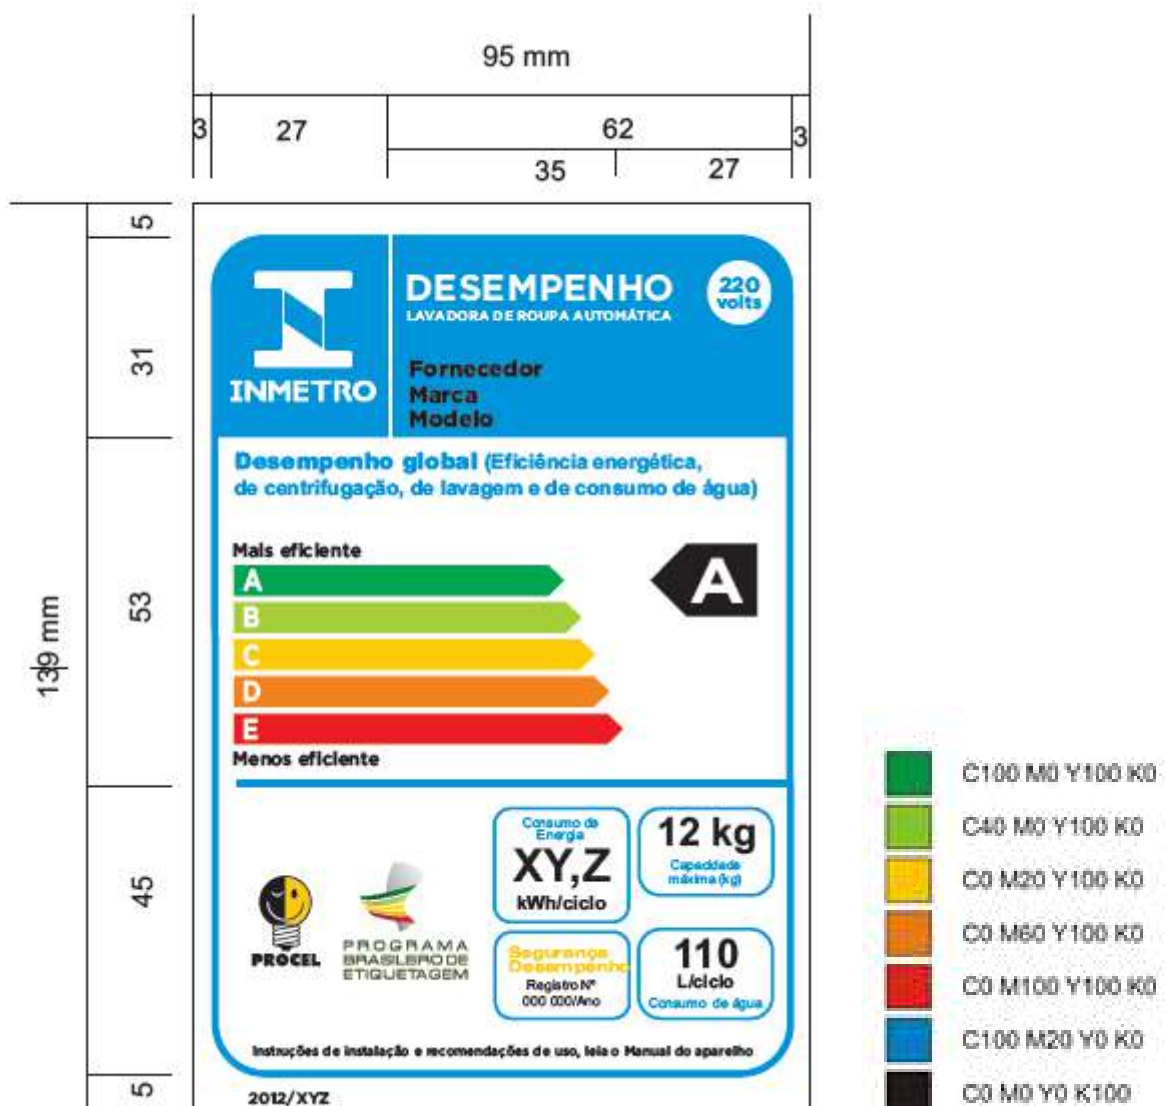 95 mm
3 27 62 3
35 27
5
31
53
139 mm
45
5
INMETRO
DESEMPENHO
LAVADORA DE ROUPA AUTOMÁTICA
220
volts
Fornecedor
Marca
Modelo
Desempenho global (Eficiência energética,
de centrifugação, de lavagem e de consumo de água)
Mais eficiente
A
B
C
D
E
Menos eficiente
A
PROCEL
PROGRAMA
BRASILEIRO DE
ETIQUETAGEM
Consumo de
Energia
XY,Z
kWh/ciclo
12 kg
Capacidade
máxima (kg)
Segurança
Desempenho
Registro Nº
000 000/Ano
110
L/ciclo
Consumo de água
Instruções de instalação e recomendações de uso, leia o Manual do aparelho
2012/XYZ
C100 M0 Y100 K0
C40 M0 Y100 K0
C0 M20 Y100 K0
C0 M60 Y100 K0
C0 M100 Y100 K0
C100 M20 Y0 K0
C0 M0 Y0 K100